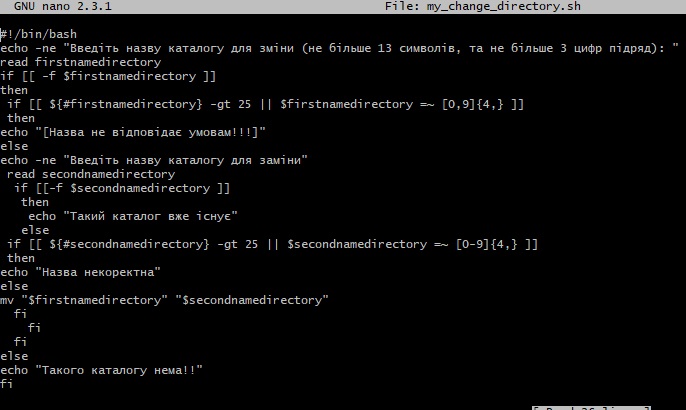 GNU nano 2.3.1 File: my_change_directory.sh
#!/bin/bash
echo -ne "Введіть назву каталогу для зміни (не більше 13 символів, та не більше 3 цифр підряд): "
read firstnamedirectory
if [[ -f $firstnamedirectory ]]
then
if [[ ${#firstnamedirectory} -gt 25 || $firstnamedirectory =~ [0,9]{4,} ]]
then
echo "[Назва не відповідає умовам!!!]"
else
echo -ne "Введіть назву каталогу для заміни"
read secondnamedirectory
if [[-f $secondnamedirectory ]]
then
echo "Такий каталог вже існує"
else
if [[ ${#secondnamedirectory} -gt 25 || $secondnamedirectory =~ [0-9]{4,} ]]
then
echo "Назва некоректна"
else
mv "$firstnamedirectory" "$secondnamedirectory"
fi
fi
fi
else
echo "Такого каталогу нема!!"
fi